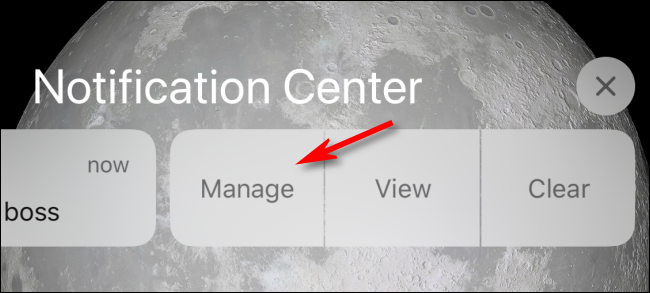 Notification Center
now
boss
Manage
View
Clear